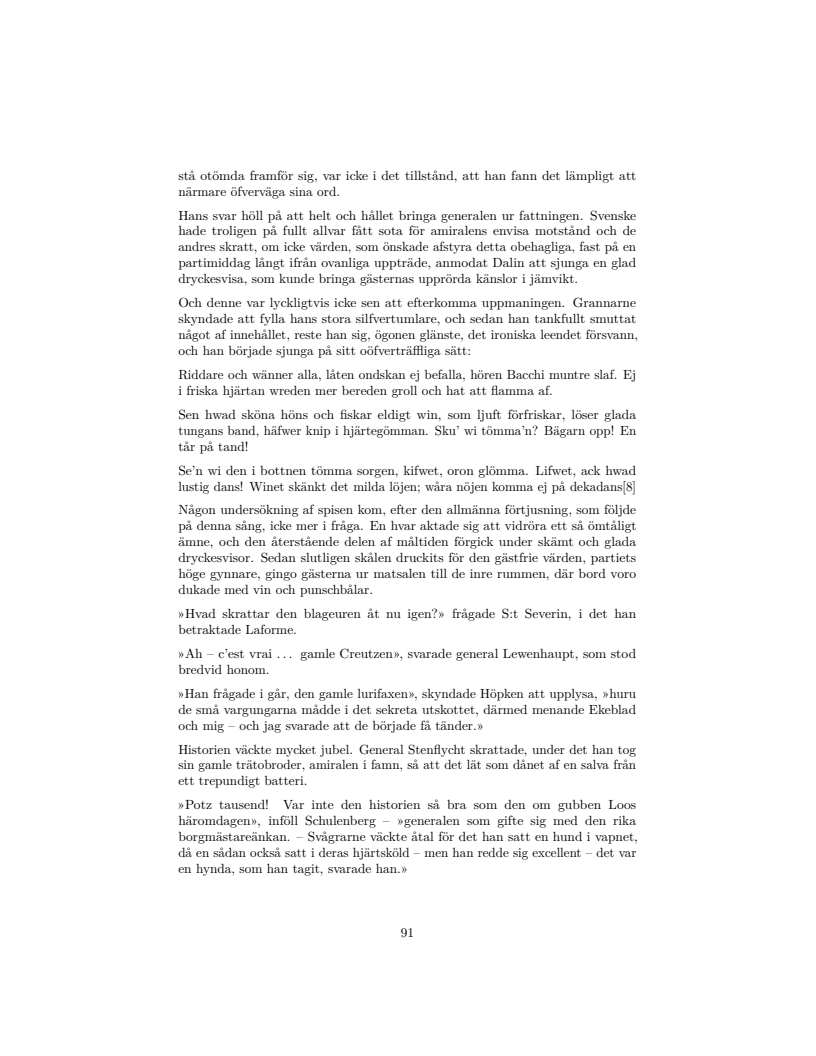 stå otömda framför sig, var icke i det tillstånd, att han fann det lämpligt att
närmare öfverväga sina ord.
Hans svar höll på att helt och hållet bringa generalen ur fattningen. Svenske
hade troligen på fullt allvar fått sota för amiralens envisa motstånd och de
andres skratt, om icke värden, som önskade afstyra detta obehagliga, fast på en
partimiddag långt ifrån ovanliga uppträde, anmodat Dalin att sjunga en glad
dryckesvisa, som kunde bringa gästernas upprörda känslor i jämvikt.
Och denne var lyckligtvis icke sen att efterkomma uppmaningen. Grannarne
skyndade att fylla hans stora silfvertumlare, och sedan han tankfullt smuttat
något af innehållet, reste han sig, ögonen glänste, det ironiska leendet försvann,
och han började sjunga på sitt oöfverträffliga sätt:
Riddare och wänner alla, låten ondskan ej befalla, hören Bacchi muntre slaf. Ej
i friska hjärtan wreden mer bereden groll och hat att flamma af.
Sen hwad sköna höns och fiskar eldigt win, som ljuft förfriskar, löser glada
tungans band, häfwer knip i hjärtegömman. Sku' wi tömma'n? Bägarn opp! En
tår på tand!
Se'n wi den i bottnen tömma sorgen, kifwet, oron glömma. Lifwet, ack hwad
lustig dans! Winet skänkt det milda löjen; wåra nöjen komma ej på dekadans[8]
Någon undersökning af spisen kom, efter den allmänna förtjusning, som följde
på denna sång, icke mer i fråga. En hvar aktade sig att vidröra ett så ömtåligt
ämne, och den återstående delen af måltiden förgick under skämt och glada
dryckesvisor. Sedan slutligen skålen druckits för den gästfrie värden, partiets
höge gynnare, gingo gästerna ur matsalen till de inre rummen, där bord voro
dukade med vin och punschbålar.
»Hvad skrattar den blageuren åt nu igen?» frågade S:t Severin, i det han
betraktade Laforme.
»Ah – c'est vrai ... gamle Creutzen», svarade general Lewenhaupt, som stod
bredvid honom.
»Han frågade i går, den gamle lurifaxen», skyndade Höpken att upplysa, »huru
de små vargungarna mådde i det sekreta utskottet, därmed menande Ekeblad
och mig – och jag svarade att de började få tänder.»
Historien väckte mycket jubel. General Stenflycht skrattade, under det han tog
sin gamle trätobroder, amiralen i famn, så att det lät som dånet af en salva från
ett trepundigt batteri.
»Potz tausend! Var inte den historien så bra som den om gubben Loos
häromdagen», inföll Schulenberg – »generalen som gifte sig med den rika
borgmästareänkan. – Svågrarne väckte åtal för det han satt en hund i vapnet,
då en sådan också satt i deras hjärtsköld – men han redde sig excellent – det var
en hynda, som han tagit, svarade han.»
91